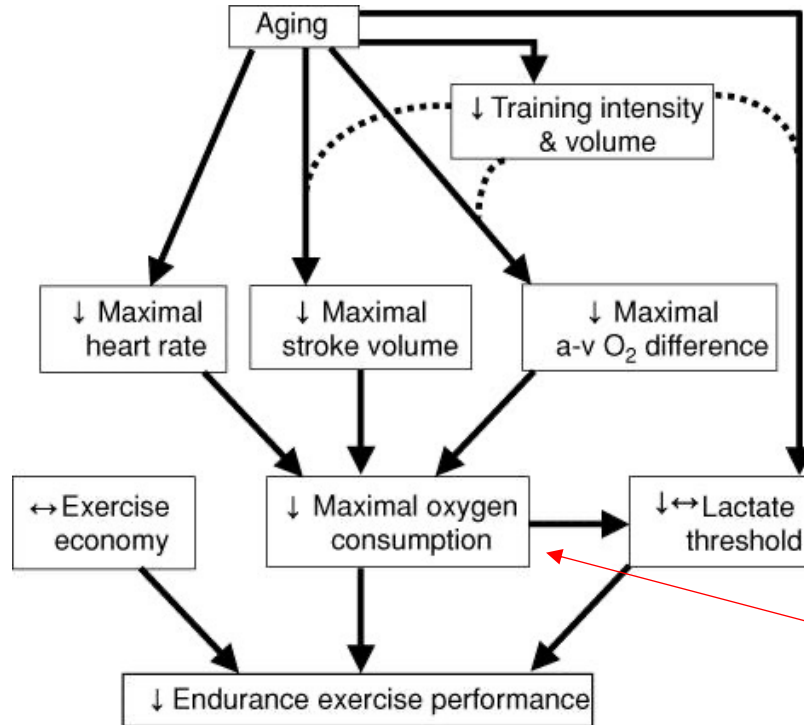 Aging
↓ Training intensity
& volume
↓ Maximal
heart rate
↓ Maximal
stroke volume
↓ Maximal
a-v O₂ difference
↔ Exercise
economy
↓ Maximal oxygen
consumption
↓↔ Lactate
threshold
↓ Endurance exercise performance